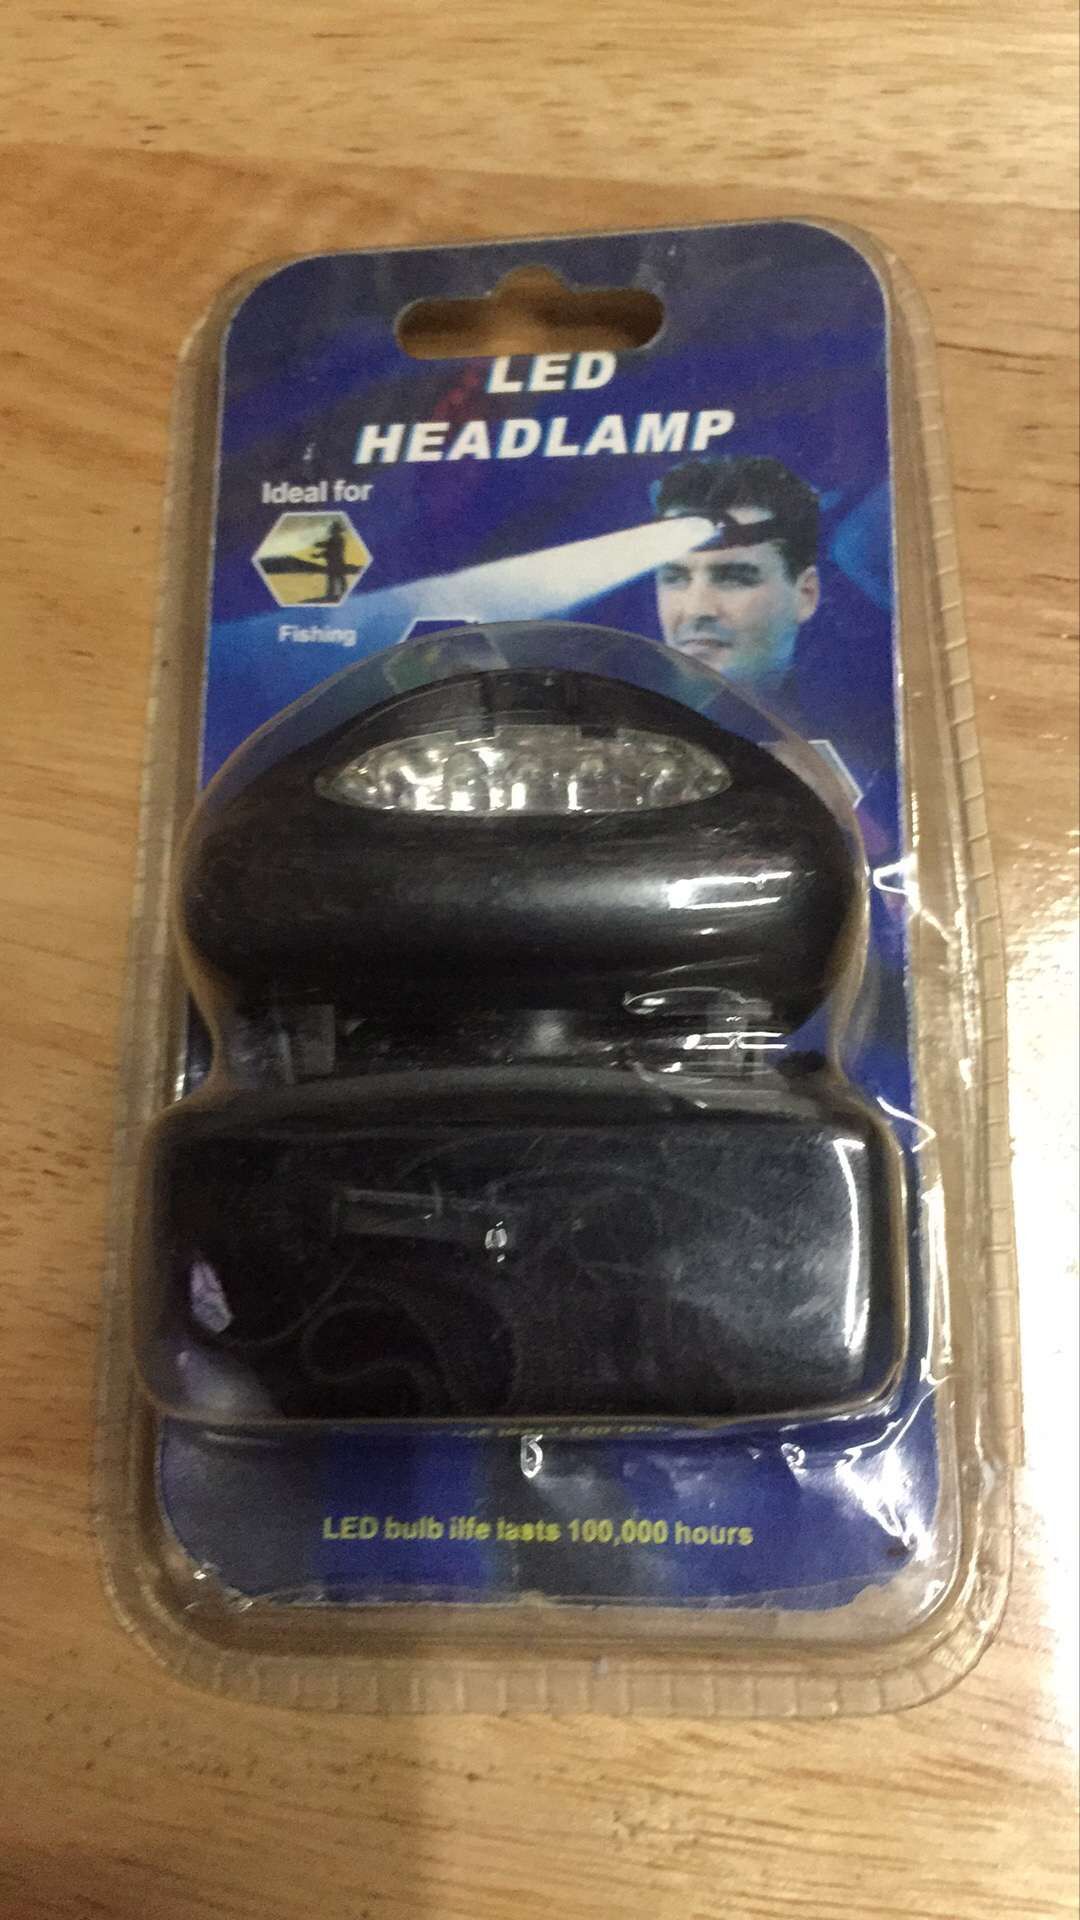 LED
HEADLAMP
Ideal for
Fishing
LED bulb ilfe lasts 100,000 hours